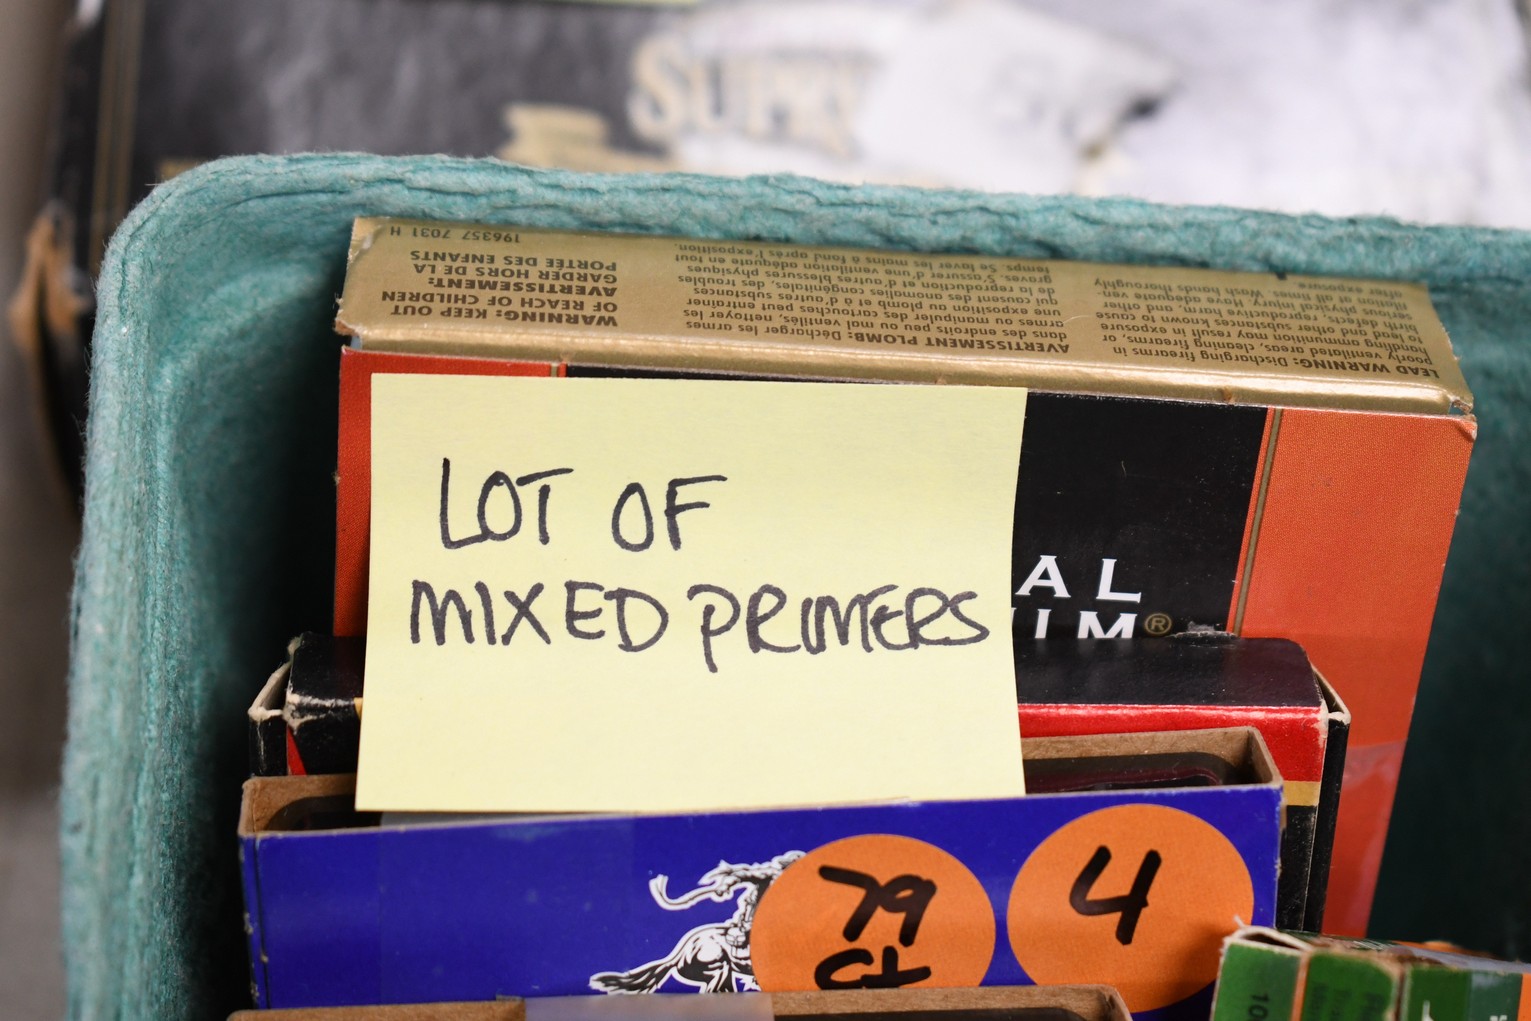 196357 7031 H
WARNING: KEEP OUT
OF REACH OF CHILDREN
AVERTISSEMENT:
GARDER HORS DE LA
PORTÉE DES ENFANTS
AVERTISSEMENT PLOMB: Décharger les armes
dans des endroits peu ou mal ventilés, nettoyer les
armes ou manipuler des cartouches peut entraîner
une exposition au plomb et à d'autres substances
qui causent des anomalies congénitales, des troubles
de la reproduction et d'autres blessures physiques
graves. S'assurer d'une ventilation adéquate en tout
temps. Se laver les mains à fond après l'exposition.
LEAD WARNING: Discharging firearms in
poorly ventilated areas, cleaning firearms, or
handling ammunition may result in exposure
to lead and other substances known to cause
birth defects, reproductive harm, and other
serious physical injury. Have adequate ven-
tilation at all times. Wash hands thoroughly
after exposure.
LOT OF
MIXED PRIMERS
AL
UM®
79
ct
4
10